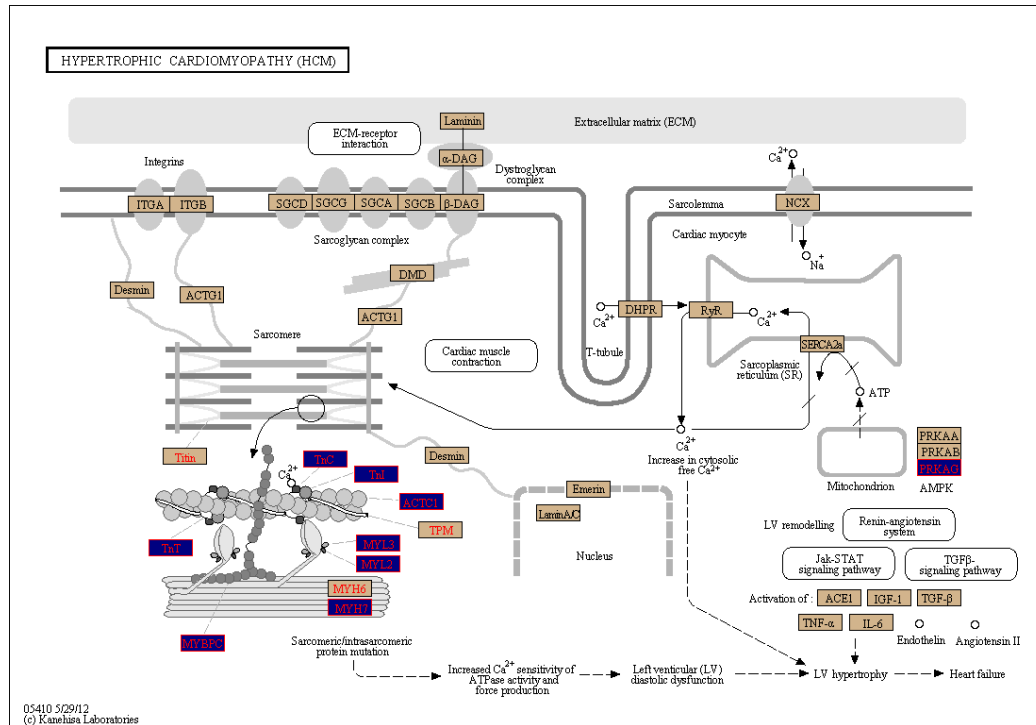 HYPERTROPHIC CARDIOMYOPATHY (HCM)
Laminin
Extracellular matrix (ECM)
ECM-receptor
interaction
α-DAG
Integrins
Dystroglycan
complex
Ca2+
ITGA
ITGB
SGCD
SGCG
SGCA
SGCB
β-DAG
NCX
Sarcolemma
Sarcoglycan complex
Cardiac myocyte
Na+
DMD
Desmin
ACTG1
ACTG1
Ca2+
DHPR
RyR
Ca2+
Sarcomere
T-tubule
SERCA2a
Cardiac muscle
contraction
Sarcoplasmic
reticulum (SR)
ATP
Titin
Ca2+
Increase in cytosolic
free Ca2+
Desmin
PRKAA
PRKAB
PRKAG
Mitochondrion
AMPK
TnC
Ca2+
TnI
ACTC1
Emerin
LaminA/C
TPM
TnT
MYL3
MYL2
Nucleus
LV remodelling
Renin-angiotensin
system
Jak-STAT
signaling pathway
TGFβ-
signaling pathway
MYH6
MYH7
Activation of :
ACE1
IGF-1
TGF-β
TNF-α
IL-6
Endothelin
Angiotensin II
MYBPC
Sarcomeric/intrasarcomeric
protein mutation
Increased Ca2+ sensitivity of
ATPase activity and
force production
Left venticular (LV)
diastolic dysfunction
LV hypertrophy
Heart failure
05410 5/29/12
(c) Kanehisa Laboratories